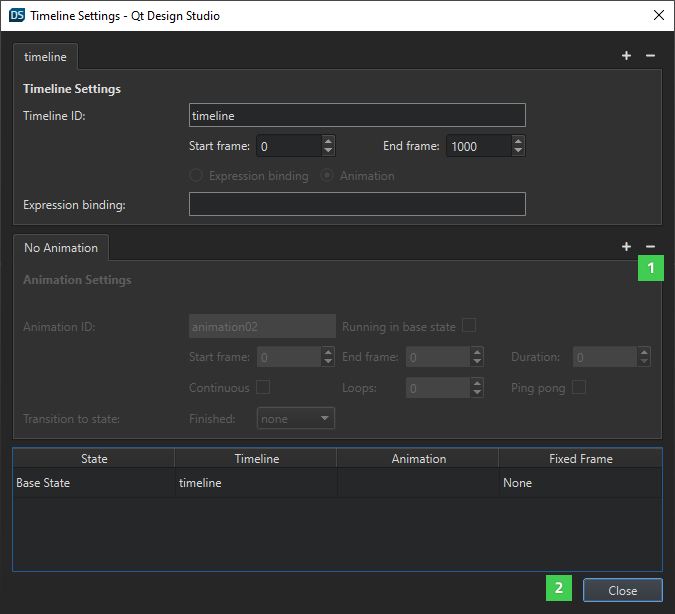 DS Timeline Settings - Qt Design Studio
timeline
Timeline Settings
Timeline ID: timeline
Start frame: 0 End frame: 1000
Expression binding Animation
Expression binding:
No Animation
1
Animation Settings
Animation ID: animation02 Running in base state
Start frame: 0 End frame: 0 Duration: 0
Continuous Loops: 0 Ping pong
Transition to state: Finished: none
State Timeline Animation Fixed Frame
Base State timeline None
2 Close